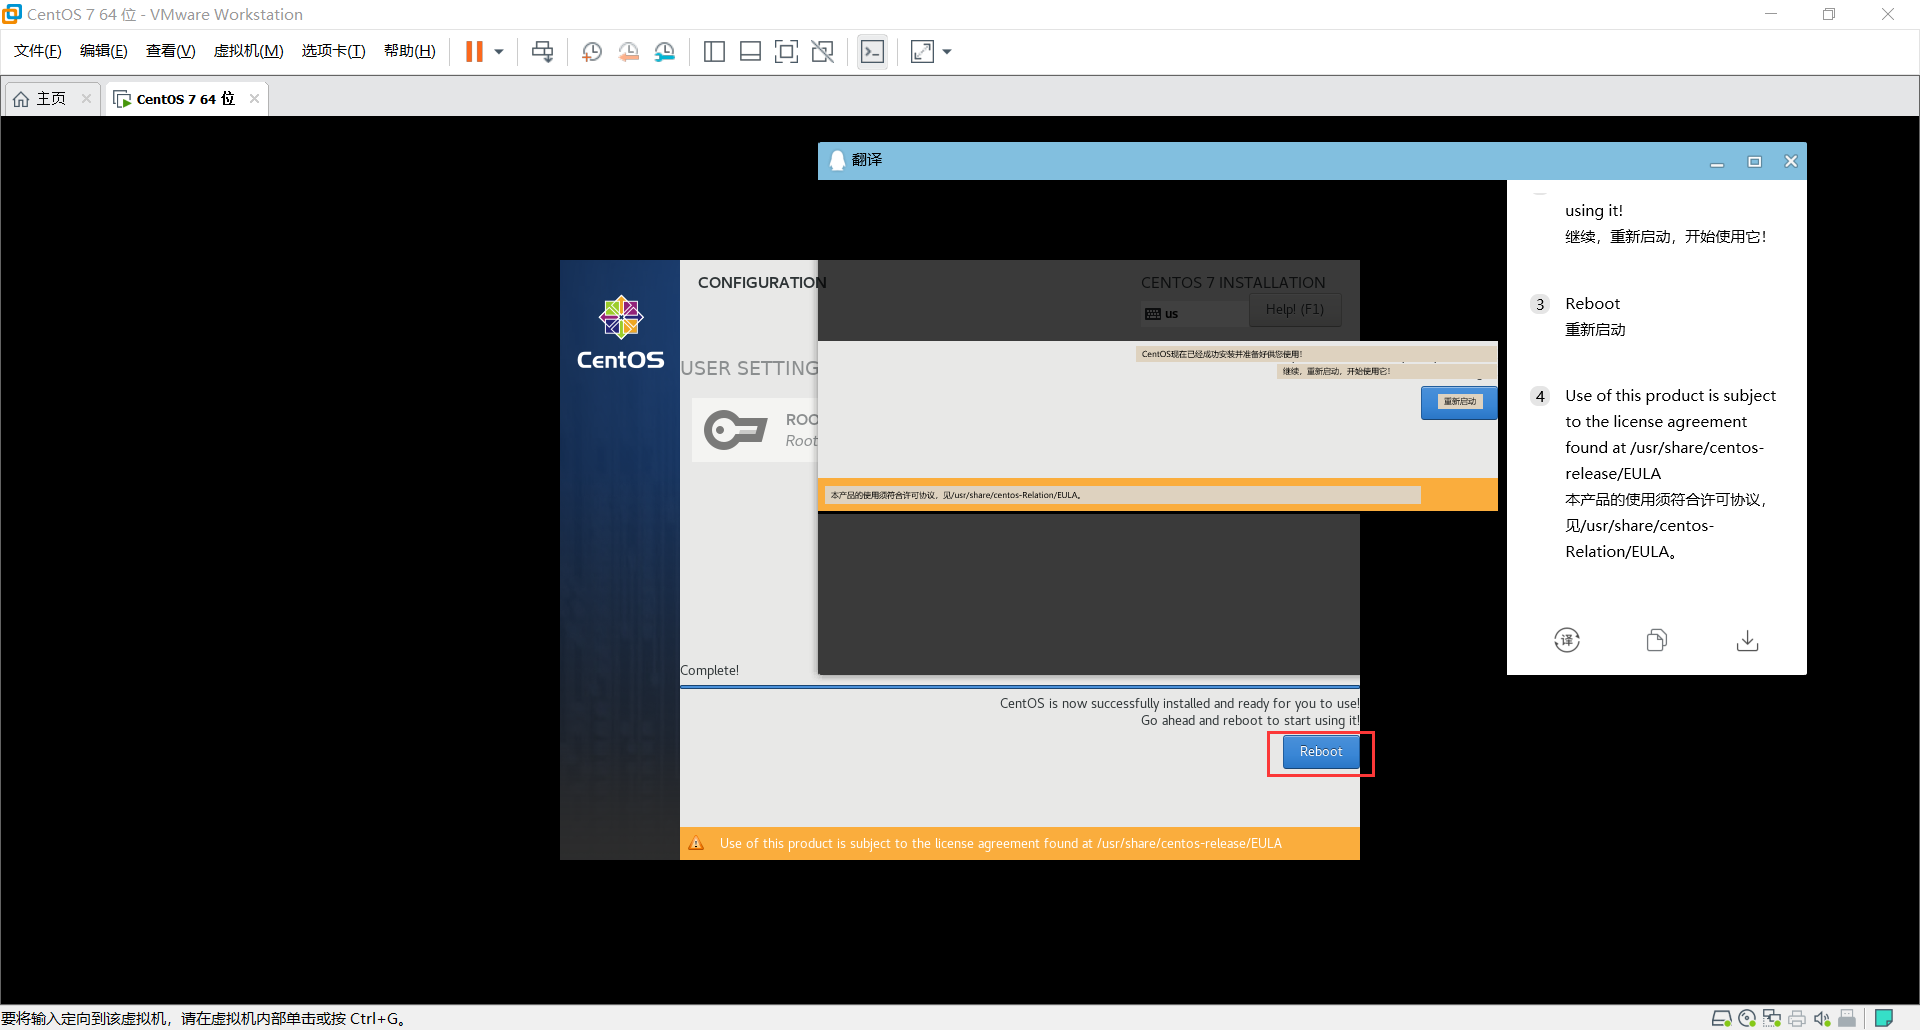 CentOS 7 64 位 - VMware Workstation
文件(F) 编辑(E) 查看(V) 虚拟机(M) 选项卡(T) 帮助(H)
主页
CentOS 7 64 位
翻译
using it!
继续，重新启动，开始使用它！
3 Reboot
重新启动
4 Use of this product is subject
to the license agreement
found at /usr/share/centos-
release/EULA
本产品的使用须符合许可协议，
见/usr/share/centos-
Relation/EULA。
译
CentOS
CONFIGURATION
CENTOS 7 INSTALLATION
us
Help! (F1)
USER SETTING
ROO
Root
CentOS现在已经成功安装并准备好供您使用！
继续，重新启动，开始使用它！
重新启动
本产品的使用须符合许可协议，见/usr/share/centos-Relation/EULA。
Complete!
CentOS is now successfully installed and ready for you to use!
Go ahead and reboot to start using it!
Reboot
Use of this product is subject to the license agreement found at /usr/share/centos-release/EULA
要将输入定向到该虚拟机，请在虚拟机内部单击或按 Ctrl+G。